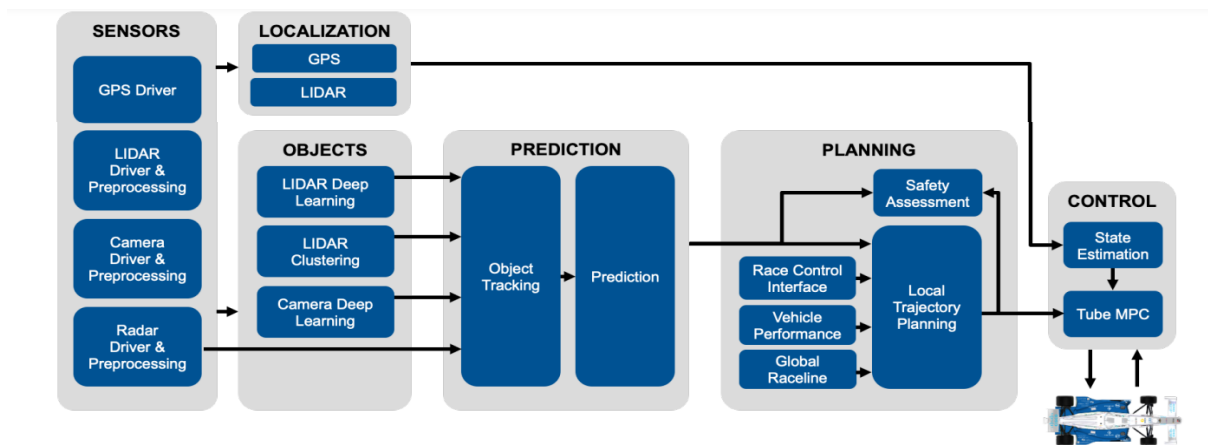 SENSORS
GPS Driver
LIDAR
Driver &
Preprocessing
Camera
Driver &
Preprocessing
Radar
Driver &
Preprocessing
LOCALIZATION
GPS
LIDAR
OBJECTS
LIDAR Deep
Learning
LIDAR
Clustering
Camera Deep
Learning
PREDICTION
Object
Tracking
Prediction
PLANNING
Safety
Assessment
Race Control
Interface
Vehicle
Performance
Global
Raceline
Local
Trajectory
Planning
CONTROL
State
Estimation
Tube MPC